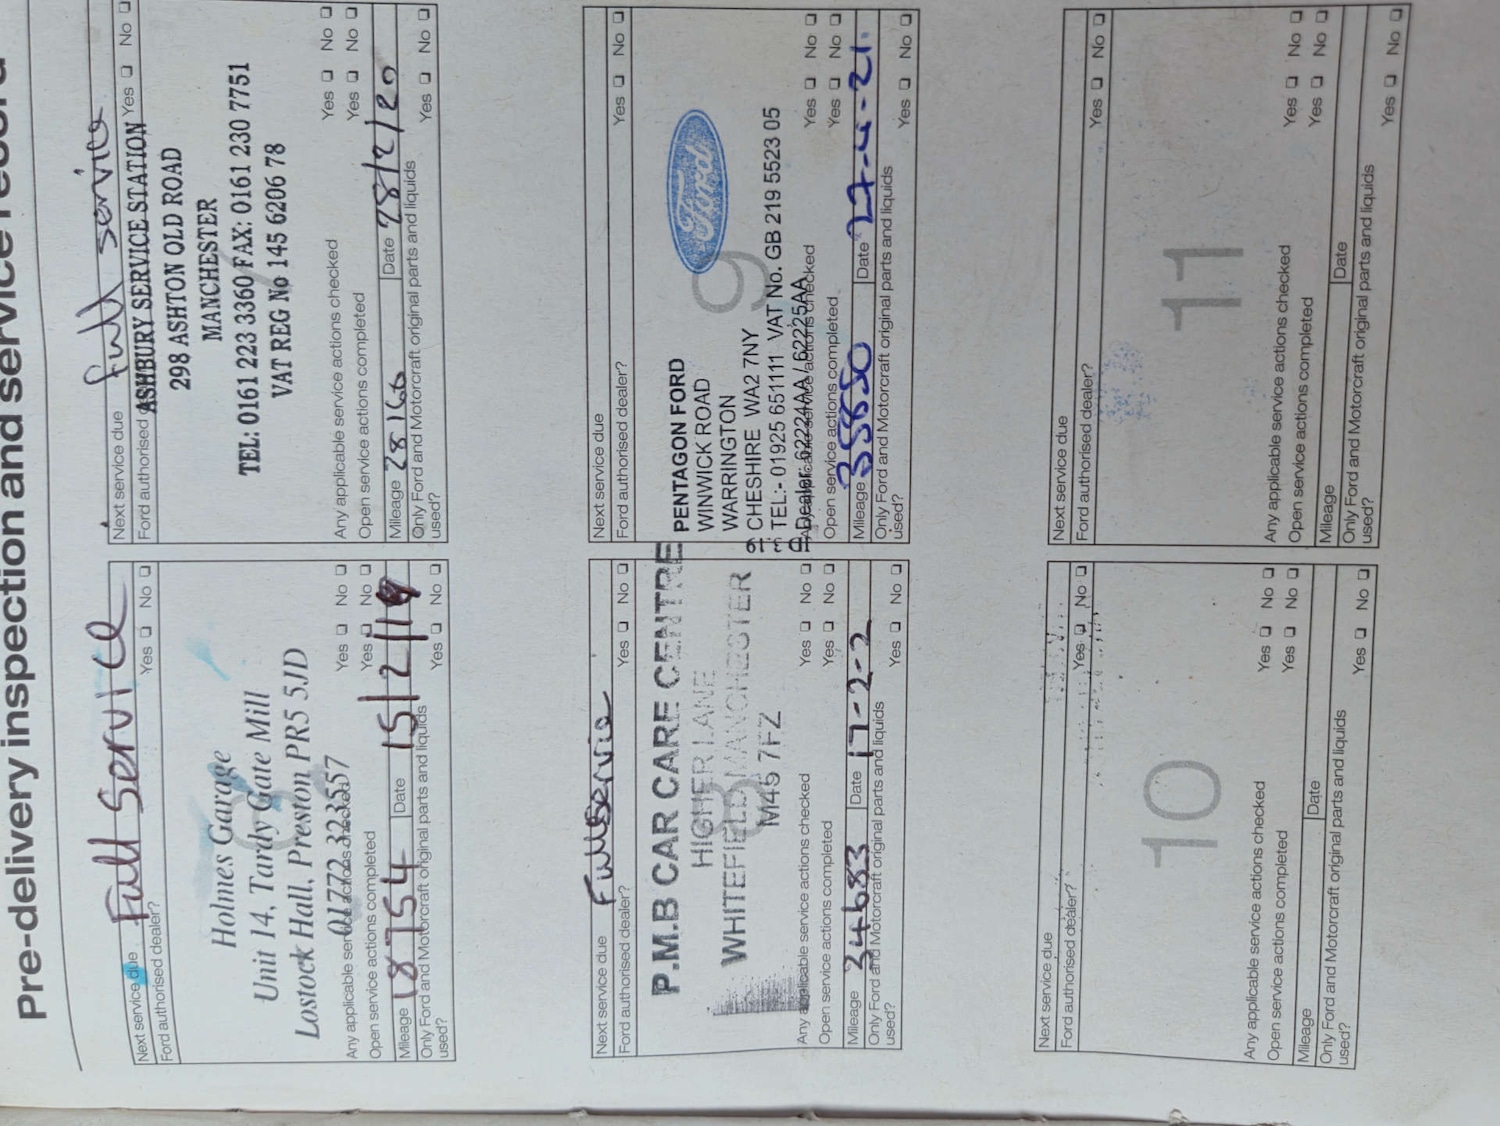 Pre-delivery inspection and service record
Next service due Full Service
Ford authorised dealer? Yes No
Holmes Garage
Unit 14, Tardy Gate Mill
Lostock Hall, Preston PR5 5JD
01772 323557
Any applicable service actions checked Yes No
Open service actions completed Yes No
Mileage 18754 Date 15/2/19
Only Ford and Motorcraft original parts and liquids used? Yes No
Next service due Full service
Ford authorised Yes No
ASHBURY SERVICE STATION
298 ASHTON OLD ROAD
MANCHESTER
TEL: 0161 223 3360 FAX: 0161 230 7751
VAT REG No 145 6206 78
Any applicable service actions checked Yes No
Open service actions completed Yes No
Mileage 28166 Date 28/2/20
Only Ford and Motorcraft original parts and liquids used? Yes No
Next service due Full Service
Ford authorised dealer? Yes No
8
P.M.B CAR CARE CENTRE
HIGHER LANE
WHITEFIELD MANCHESTER
M45 7FZ
Any applicable service actions checked Yes No
Open service actions completed Yes No
Mileage 34683 Date 17-2-2
Only Ford and Motorcraft original parts and liquids used? Yes No
Next service due
Ford authorised dealer? Yes No
9
Ford
PENTAGON FORD
WINWICK ROAD
WARRINGTON
CHESHIRE WA2 7NY
TEL:- 01925 651111 VAT No. GB 219 5523 05
Dealer: 62224AA / 62225AA
Any applicable service actions checked Yes No
Open service actions completed Yes No
Mileage 35850 Date 27-4-21.
Only Ford and Motorcraft original parts and liquids used? Yes No
Next service due
Ford authorised dealer? Yes No
10
Any applicable service actions checked Yes No
Open service actions completed Yes No
Mileage Date
Only Ford and Motorcraft original parts and liquids used? Yes No
Next service due
Ford authorised dealer? Yes No
11
Any applicable service actions checked Yes No
Open service actions completed Yes No
Mileage Date
Only Ford and Motorcraft original parts and liquids used? Yes No